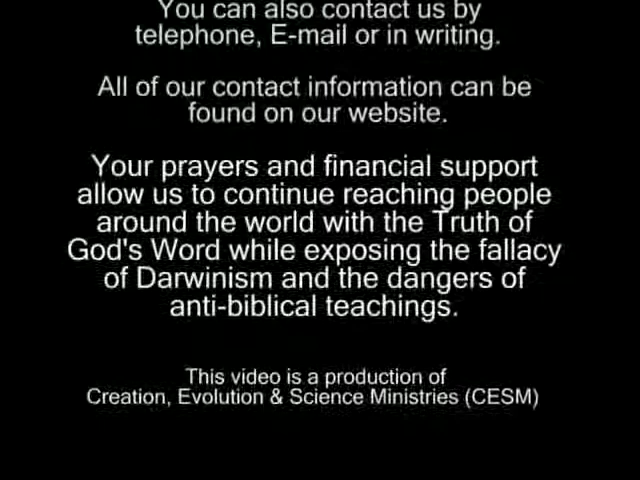 You can also contact us by
telephone, E-mail or in writing.
All of our contact information can be
found on our website.
Your prayers and financial support
allow us to continue reaching people
around the world with the Truth of
God's Word while exposing the fallacy
of Darwinism and the dangers of
anti-biblical teachings.
This video is a production of
Creation, Evolution & Science Ministries (CESM)